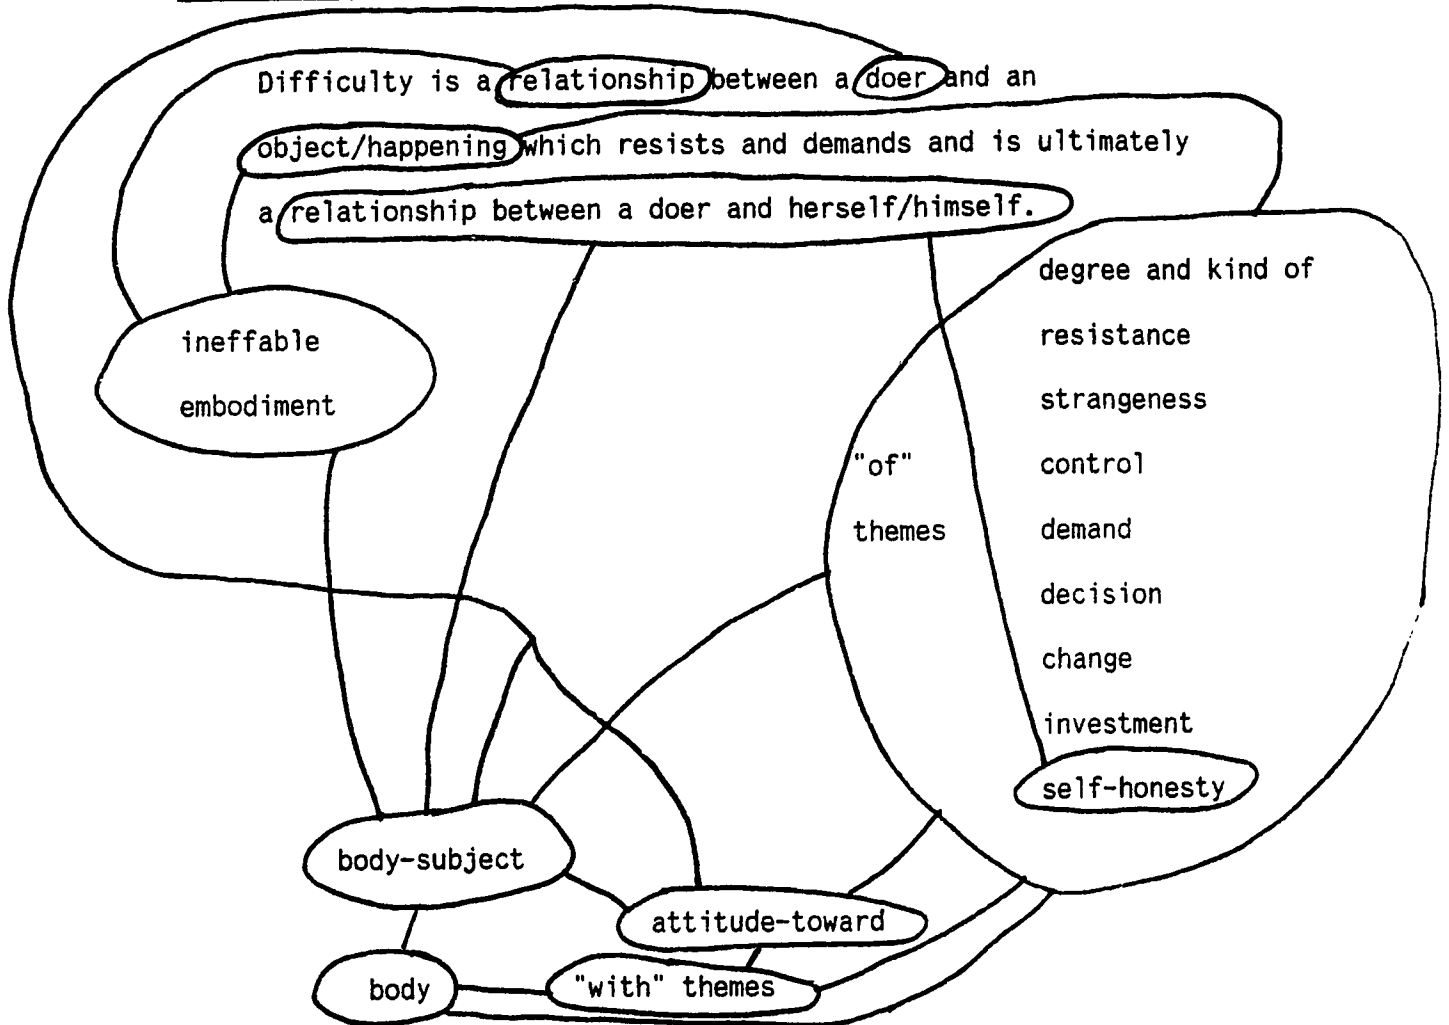 Difficulty is a relationship between a doer and an
object/happening which resists and demands and is ultimately
a relationship between a doer and herself/himself.
degree and kind of
resistance
strangeness
control
demand
decision
change
investment
self-honesty
"of"
themes
ineffable
embodiment
body-subject
attitude-toward
body
"with" themes